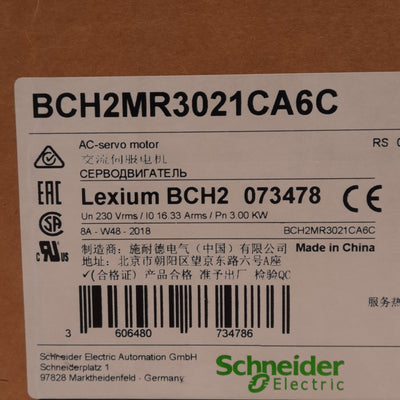 BCH2MR3021CA6C
AC-servo motor
RS
交流伺服电机
СЕРВОДВИГАТЕЛЬ
EAC
Lexium BCH2 073478
CE
Un 230 Vrms / I0 16.33 Arms / Pn 3.00 KW
8A - W48 - 2018
BCH2MR3021CA6C
制造商：施耐德电气（中国）有限公司
Made in China
地址：北京市朝阳区望京东路六号A座
✓(合格证) 产品合格 准予出厂 检验QC
服务热
3 606480 734786
Schneider Electric Automation GmbH
Schneiderplatz 1
97828 Marktheidenfeld - Germany
Schneider
Electric